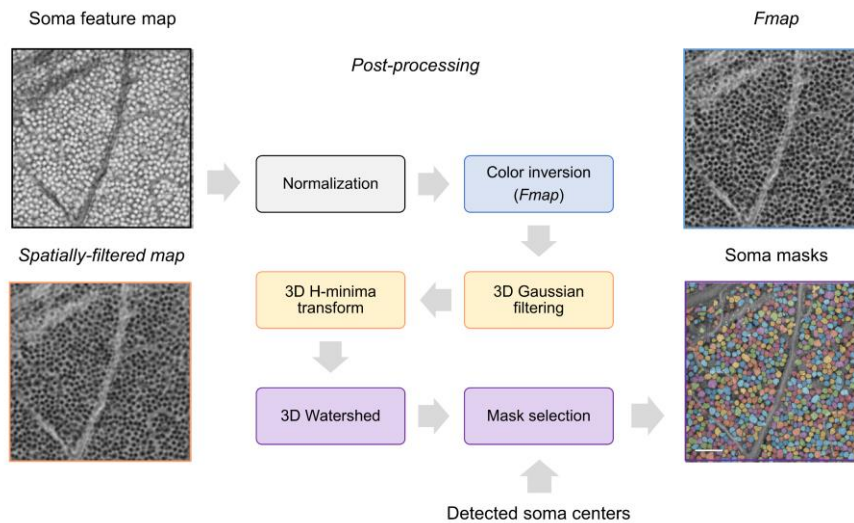 Soma feature map
Fmap
Post-processing
Normalization
Color inversion
(Fmap)
Spatially-filtered map
Soma masks
3D H-minima
transform
3D Gaussian
filtering
3D Watershed
Mask selection
Detected soma centers